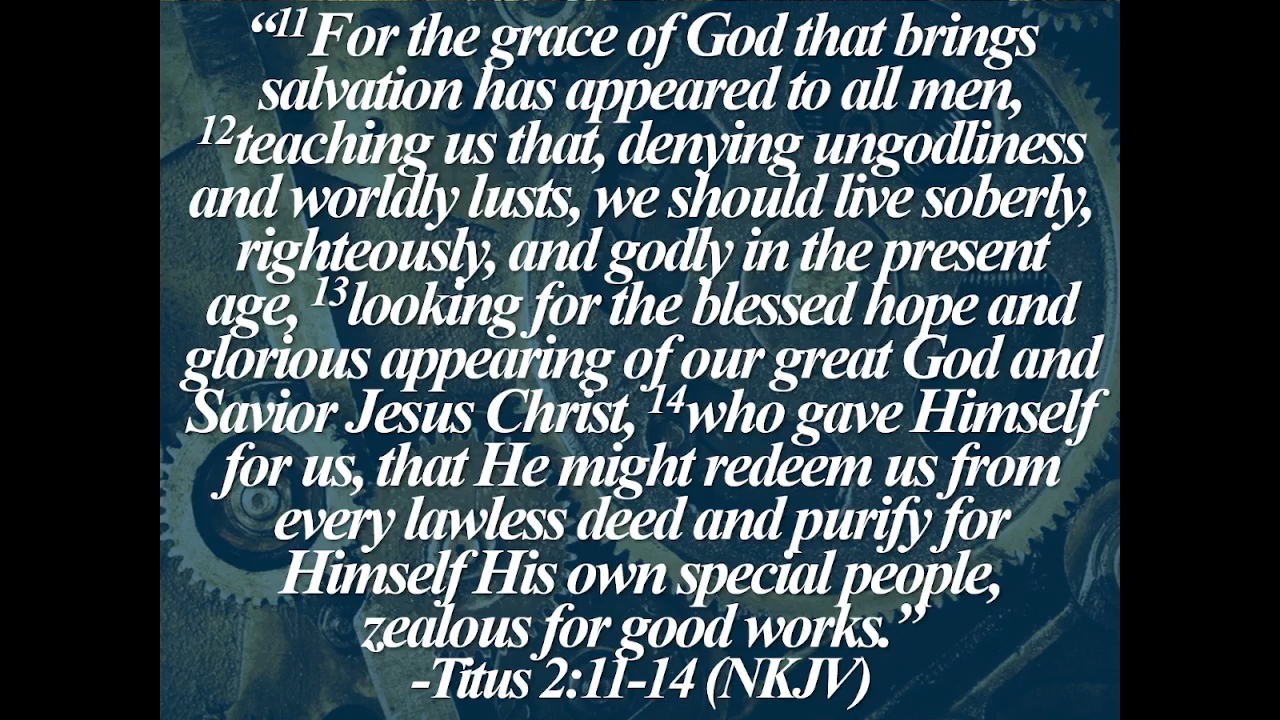 “¹¹For the grace of God that brings
salvation has appeared to all men,
¹²teaching us that, denying ungodliness
and worldly lusts, we should live soberly,
righteously, and godly in the present
age, ¹³looking for the blessed hope and
glorious appearing of our great God and
Savior Jesus Christ, ¹⁴who gave Himself
for us, that He might redeem us from
every lawless deed and purify for
Himself His own special people,
zealous for good works.”
-Titus 2:11-14 (NKJV)